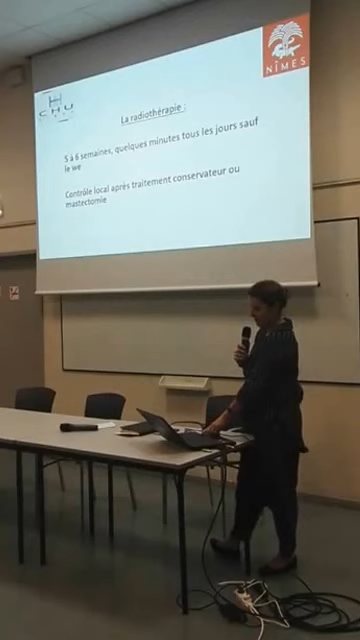 CHU
NÎMES
La radiothérapie :
5 à 6 semaines, quelques minutes tous les jours sauf
le we
Contrôle local après traitement conservateur ou
mastectomie